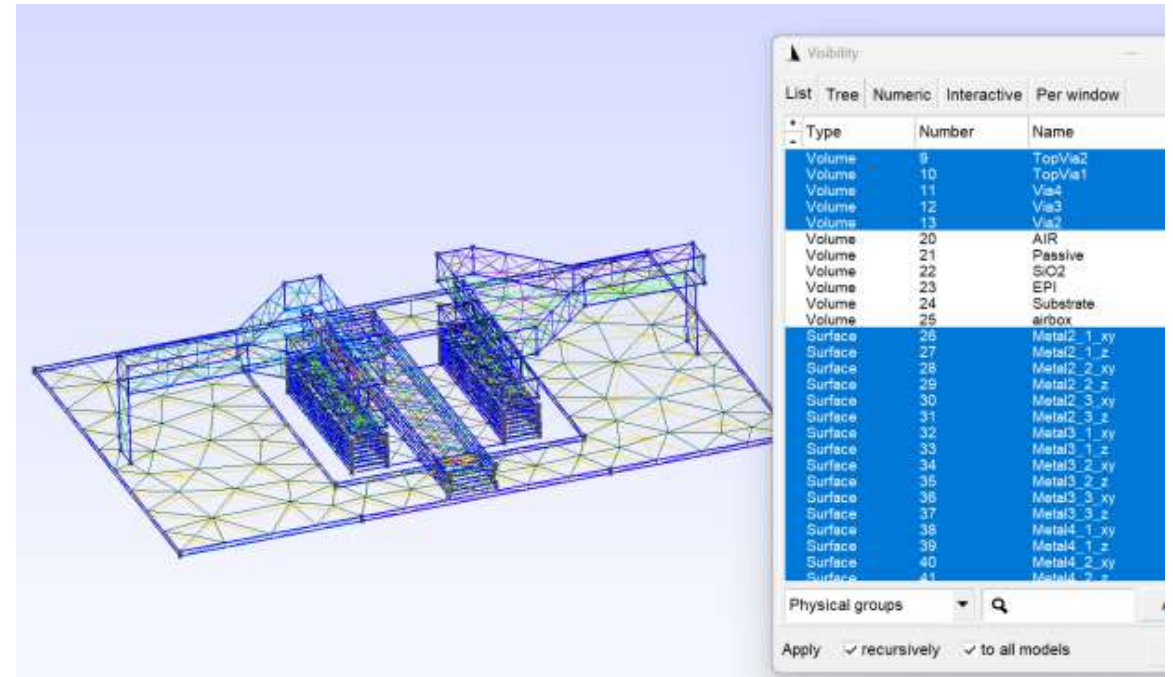 Visibility
List Tree Numeric Interactive Per window
+ Type Number Name
-
Volume 9 TopVia2
Volume 10 TopVia1
Volume 11 Via4
Volume 12 Via3
Volume 13 Via2
Volume 20 AIR
Volume 21 Passive
Volume 22 SiO2
Volume 23 EPI
Volume 24 Substrate
Volume 25 airbox
Surface 26 Metal2_1_xy
Surface 27 Metal2_1_z
Surface 28 Metal2_2_xy
Surface 29 Metal2_2_z
Surface 30 Metal2_3_xy
Surface 31 Metal2_3_z
Surface 32 Metal3_1_xy
Surface 33 Metal3_1_z
Surface 34 Metal3_2_xy
Surface 35 Metal3_2_z
Surface 36 Metal3_3_xy
Surface 37 Metal3_3_z
Surface 38 Metal4_1_xy
Surface 39 Metal4_1_z
Surface 40 Metal4_2_xy
Surface 41 Metal4_2_z
Physical groups
Apply recursively to all models